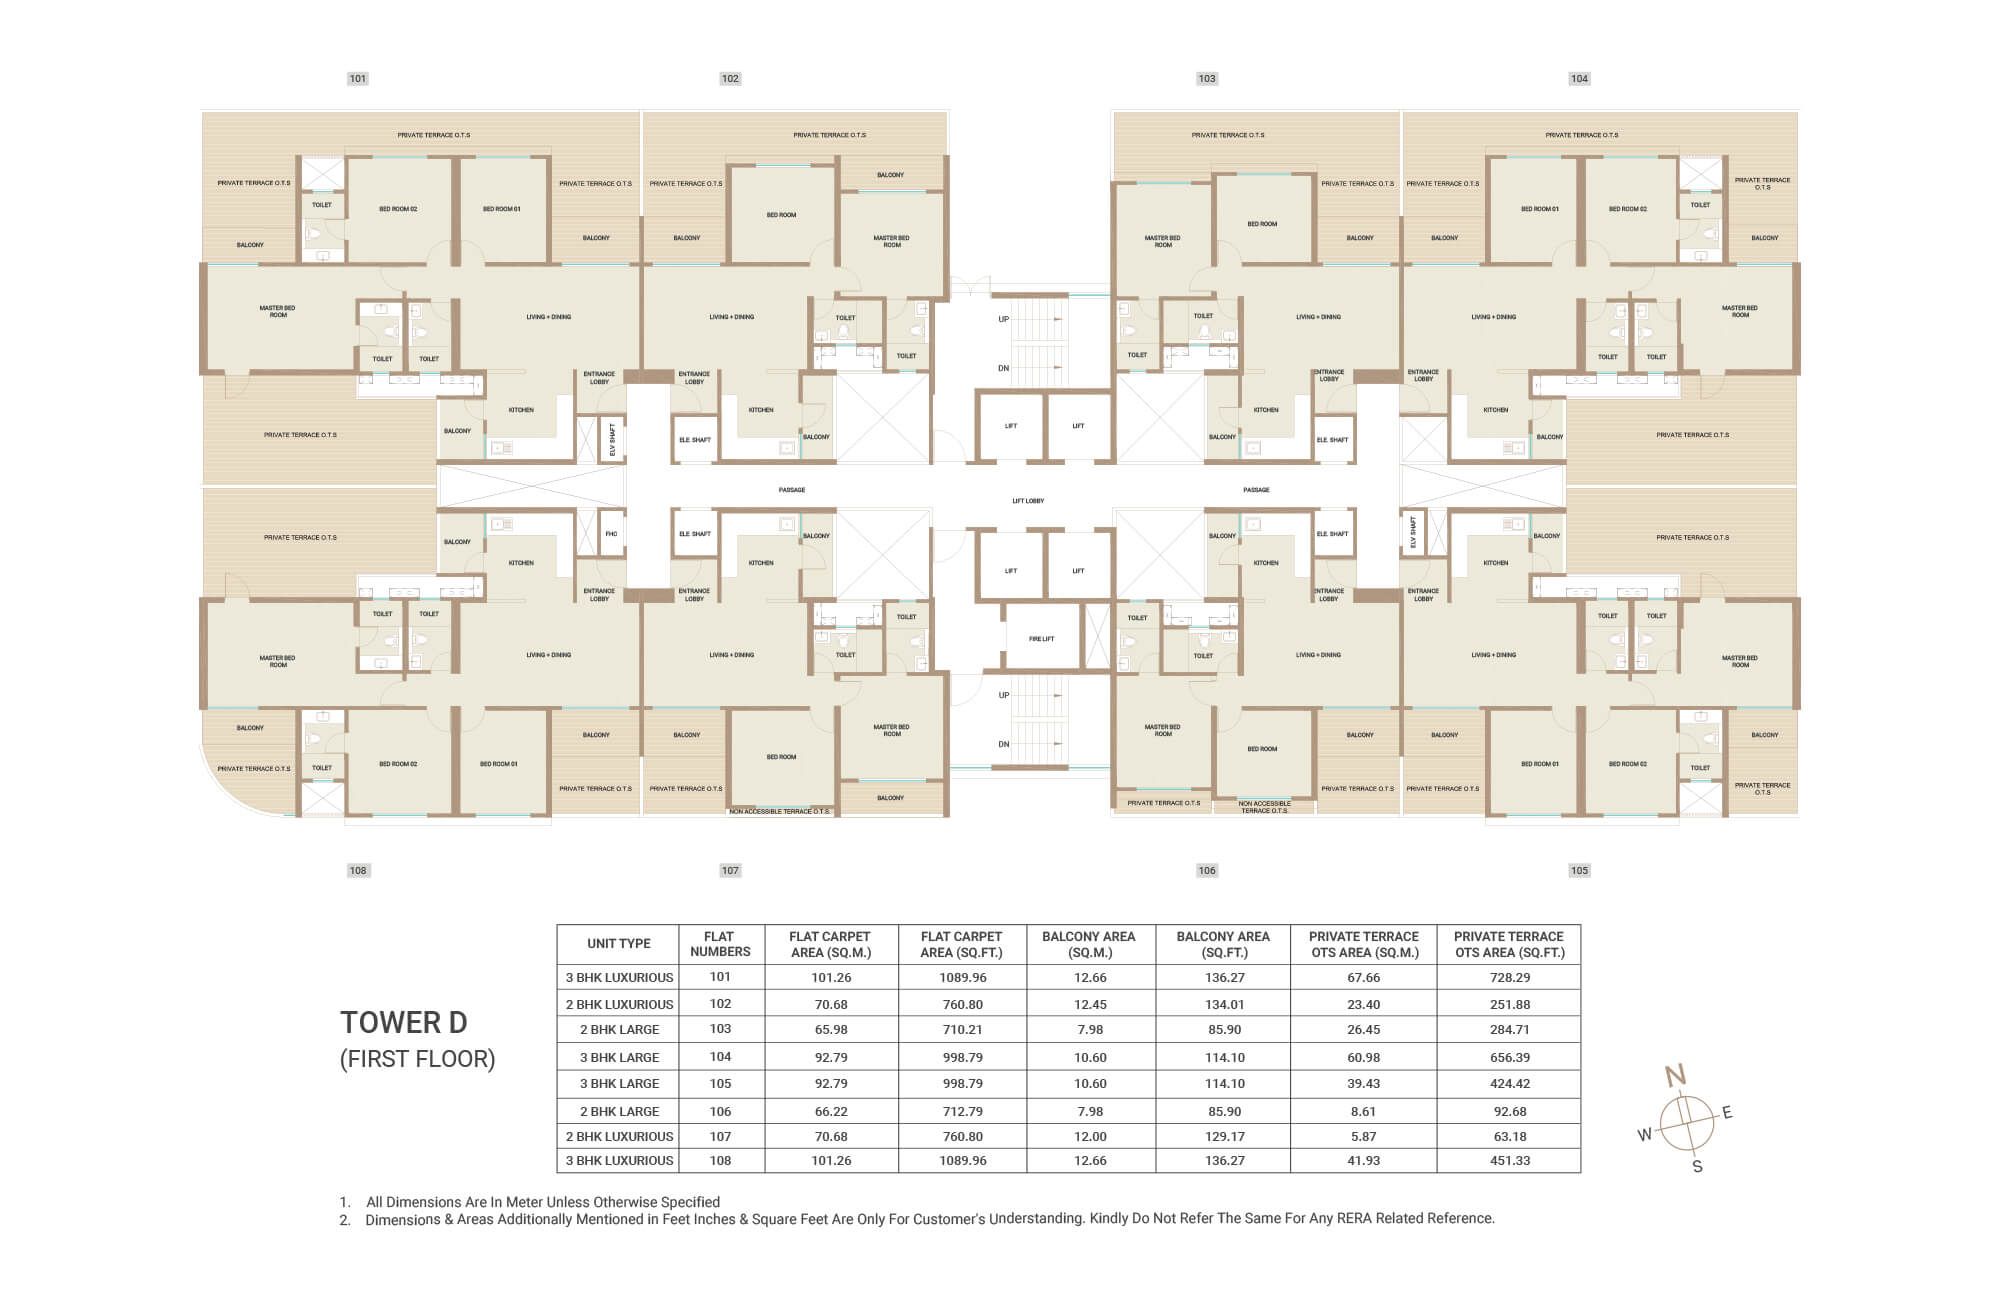 101 102 103 104
PRIVATE TERRACE O.T.S PRIVATE TERRACE O.T.S PRIVATE TERRACE O.T.S PRIVATE TERRACE O.T.S
BALCONY
PRIVATE TERRACE O.T.S PRIVATE TERRACE O.T.S PRIVATE TERRACE O.T.S PRIVATE TERRACE O.T.S PRIVATE TERRACE O.T.S PRIVATE TERRACE
O.T.S
TOILET BED ROOM 02 BED ROOM 01 BED ROOM BED ROOM BED ROOM 01 BED ROOM 02 TOILET
BALCONY BALCONY BALCONY MASTER BED
ROOM
MASTER BED
ROOM
BALCONY BALCONY BALCONY
MASTER BED
ROOM
LIVING + DINING LIVING + DINING TOILET UP TOILET LIVING + DINING LIVING + DINING MASTER BED
ROOM
TOILET TOILET TOILET TOILET TOILET TOILET
DN
ENTRANCE
LOBBY
ENTRANCE
LOBBY
ENTRANCE
LOBBY
ENTRANCE
LOBBY
KITCHEN KITCHEN KITCHEN KITCHEN
PRIVATE TERRACE O.T.S BALCONY ELV SHAFT ELE. SHAFT BALCONY LIFT LIFT BALCONY ELE. SHAFT BALCONY PRIVATE TERRACE O.T.S
PASSAGE LIFT LOBBY PASSAGE
PRIVATE TERRACE O.T.S BALCONY FHC ELE. SHAFT BALCONY BALCONY ELE. SHAFT ELV SHAFT BALCONY PRIVATE TERRACE O.T.S
KITCHEN KITCHEN LIFT LIFT KITCHEN KITCHEN
ENTRANCE
LOBBY
ENTRANCE
LOBBY
ENTRANCE
LOBBY
ENTRANCE
LOBBY
TOILET TOILET TOILET TOILET TOILET TOILET
FIRE LIFT
MASTER BED
ROOM
LIVING + DINING LIVING + DINING TOILET TOILET LIVING + DINING LIVING + DINING MASTER BED
ROOM
UP
BALCONY BALCONY BALCONY MASTER BED
ROOM
DN
MASTER BED
ROOM
BALCONY BALCONY BALCONY
PRIVATE TERRACE O.T.S TOILET BED ROOM 02 BED ROOM 01 BED ROOM BED ROOM BED ROOM 01 BED ROOM 02 TOILET
PRIVATE TERRACE O.T.S PRIVATE TERRACE O.T.S BALCONY PRIVATE TERRACE O.T.S PRIVATE TERRACE O.T.S PRIVATE TERRACE O.T.S PRIVATE TERRACE
O.T.S
NON ACCESSIBLE TERRACE O.T.S. NON ACCESSIBLE
TERRACE O.T.S.
108 107 106 105
TOWER D
(FIRST FLOOR)
UNIT TYPE FLAT NUMBERS FLAT CARPET AREA (SQ.M.) FLAT CARPET AREA (SQ.FT.) BALCONY AREA (SQ.M.) BALCONY AREA (SQ.FT.) PRIVATE TERRACE OTS AREA (SQ.M.) PRIVATE TERRACE OTS AREA (SQ.FT.)
3 BHK LUXURIOUS 101 101.26 1089.96 12.66 136.27 67.66 728.29
2 BHK LUXURIOUS 102 70.68 760.80 12.45 134.01 23.40 251.88
2 BHK LARGE 103 65.98 710.21 7.98 85.90 26.45 284.71
3 BHK LARGE 104 92.79 998.79 10.60 114.10 60.98 656.39
3 BHK LARGE 105 92.79 998.79 10.60 114.10 39.43 424.42
2 BHK LARGE 106 66.22 712.79 7.98 85.90 8.61 92.68
2 BHK LUXURIOUS 107 70.68 760.80 12.00 129.17 5.87 63.18
3 BHK LUXURIOUS 108 101.26 1089.96 12.66 136.27 41.93 451.33
N
E
W
S
1. All Dimensions Are In Meter Unless Otherwise Specified
2. Dimensions & Areas Additionally Mentioned in Feet Inches & Square Feet Are Only For Customer's Understanding. Kindly Do Not Refer The Same For Any RERA Related Reference.